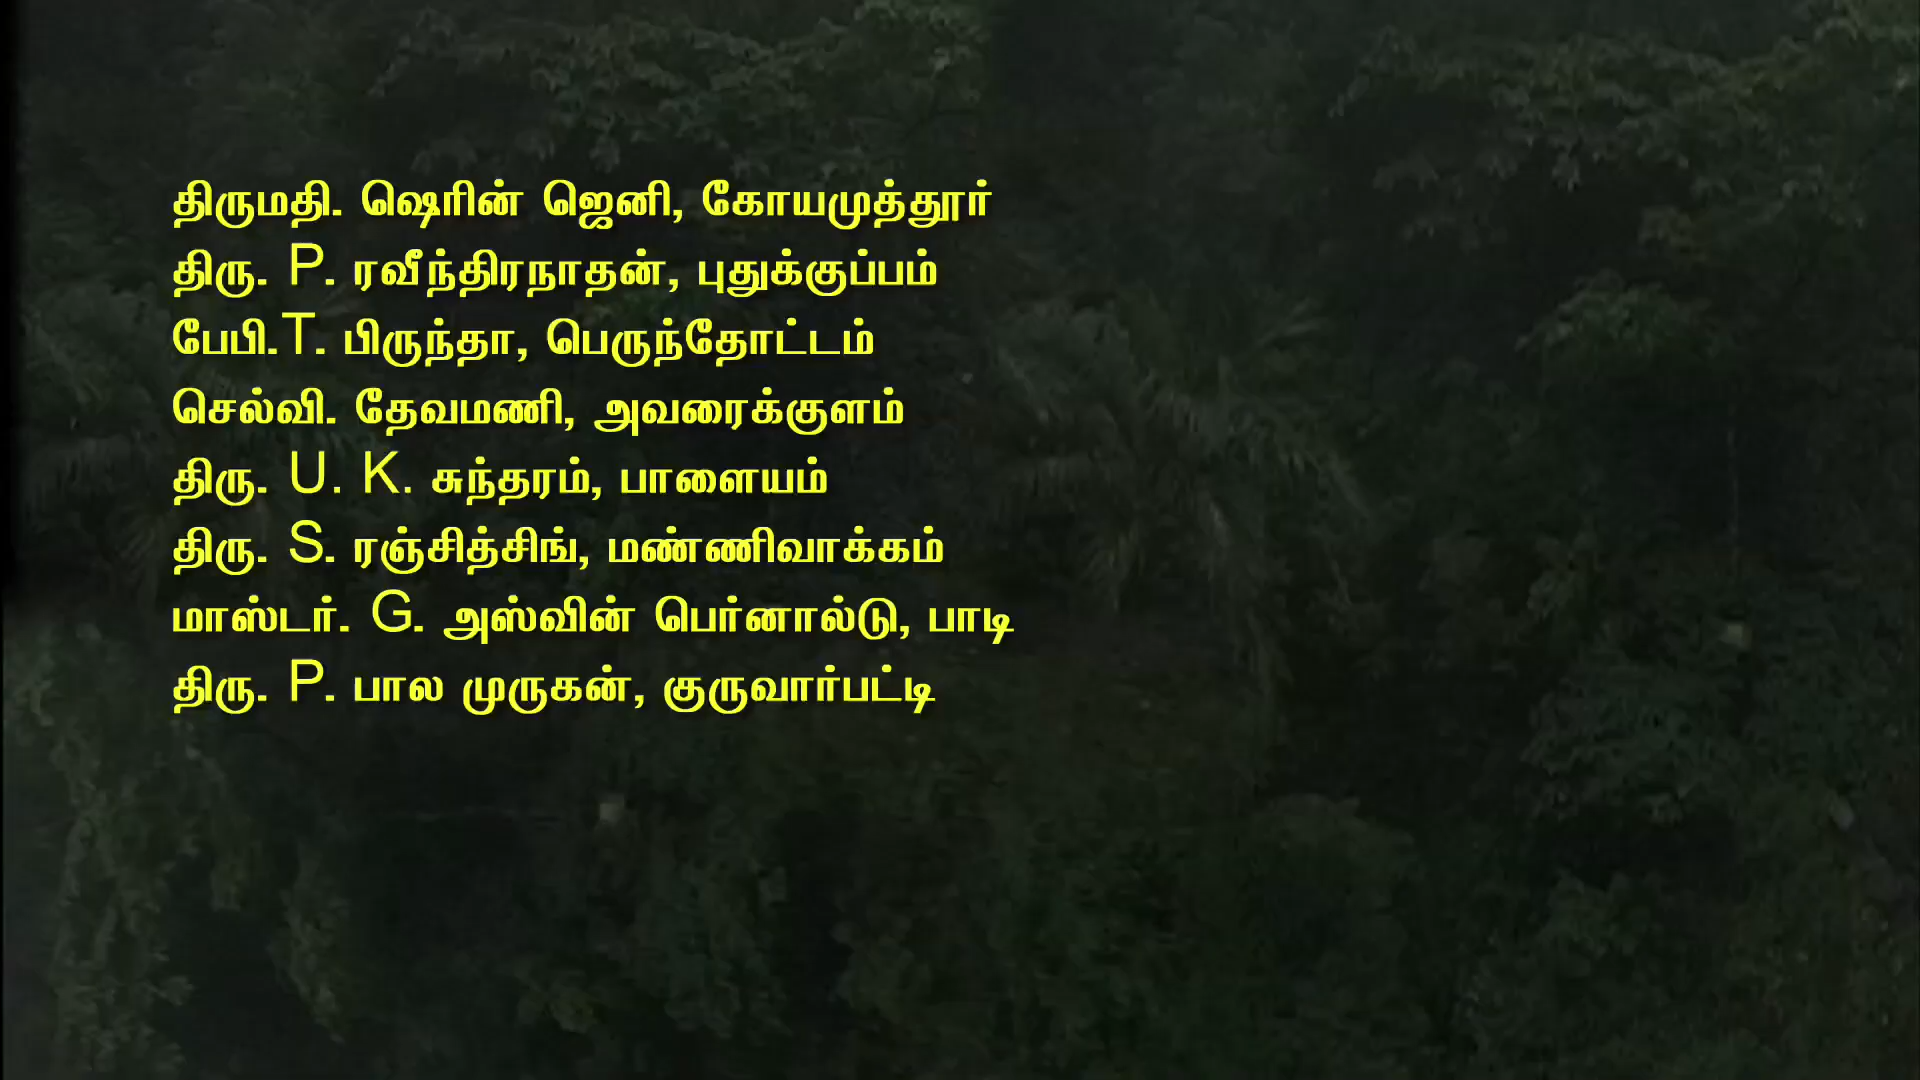 திருமதி. ஷெரின் ஜெனி, கோயமுத்தூர்
திரு. P. ரவீந்திரநாதன், புதுக்குப்பம்
பேபி.T. பிருந்தா, பெருந்தோட்டம்
செல்வி. தேவமணி, அவரைக்குளம்
திரு. U. K. சுந்தரம், பாளையம்
திரு. S. ரஞ்சித்சிங், மண்ணிவாக்கம்
மாஸ்டர். G. அஸ்வின் பெர்னால்டு, பாடி
திரு. P. பால முருகன், குருவார்பட்டி